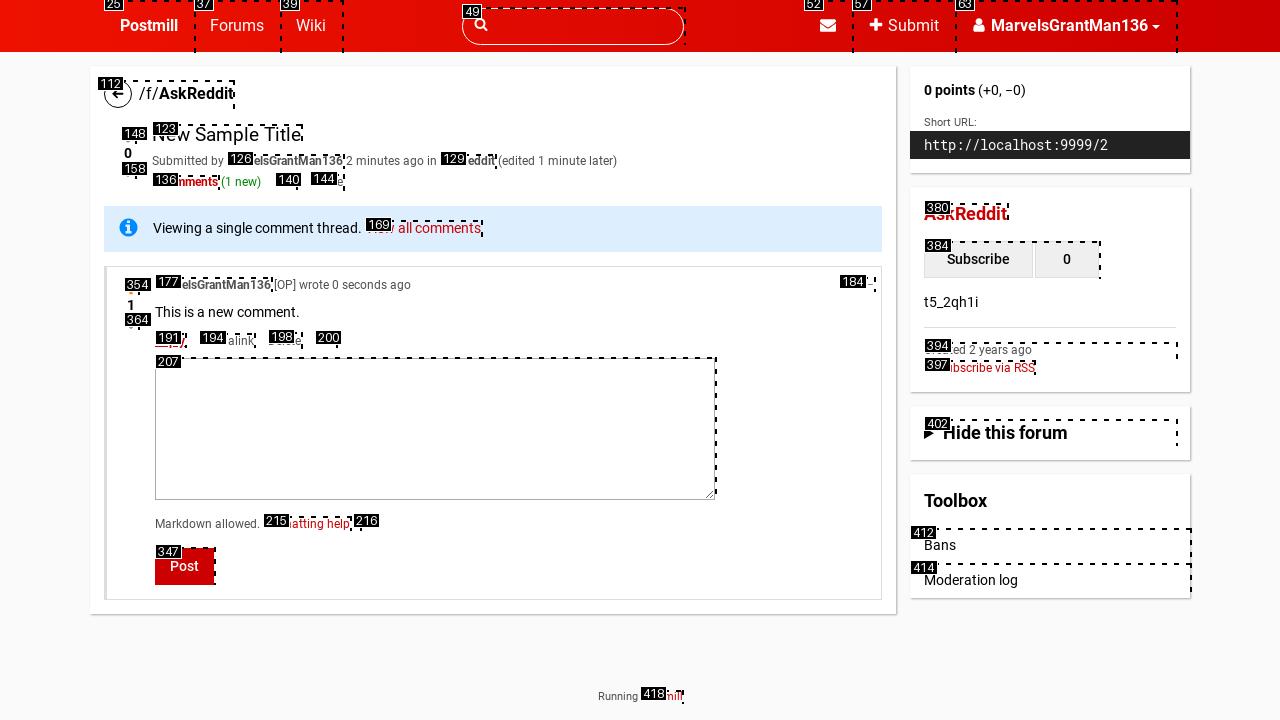 25 37 39 49 52 57 63
Postmill Forums Wiki Submit MarvelsGrantMan136
112 /f/AskReddit
148 123 New Sample Title
0
158
Submitted by 126 elsGrantMan136 2 minutes ago in 129 eddit (edited 1 minute later)
136 mments (1 new) 140 144 e
Viewing a single comment thread. 169 all comments
354 177 elsGrantMan136 [OP] wrote 0 seconds ago 184 –
1
364
This is a new comment.
191 194 alink 198 200
207
Markdown allowed. 215 atting help 216
347
Post
0 points (+0, −0)
Short URL:
http://localhost:9999/2
380 AskReddit
384
Subscribe 0
t5_2qh1i
394 ted 2 years ago
397 bscribe via RSS
402
Hide this forum
Toolbox
412
Bans
414
Moderation log
Running 418 mill